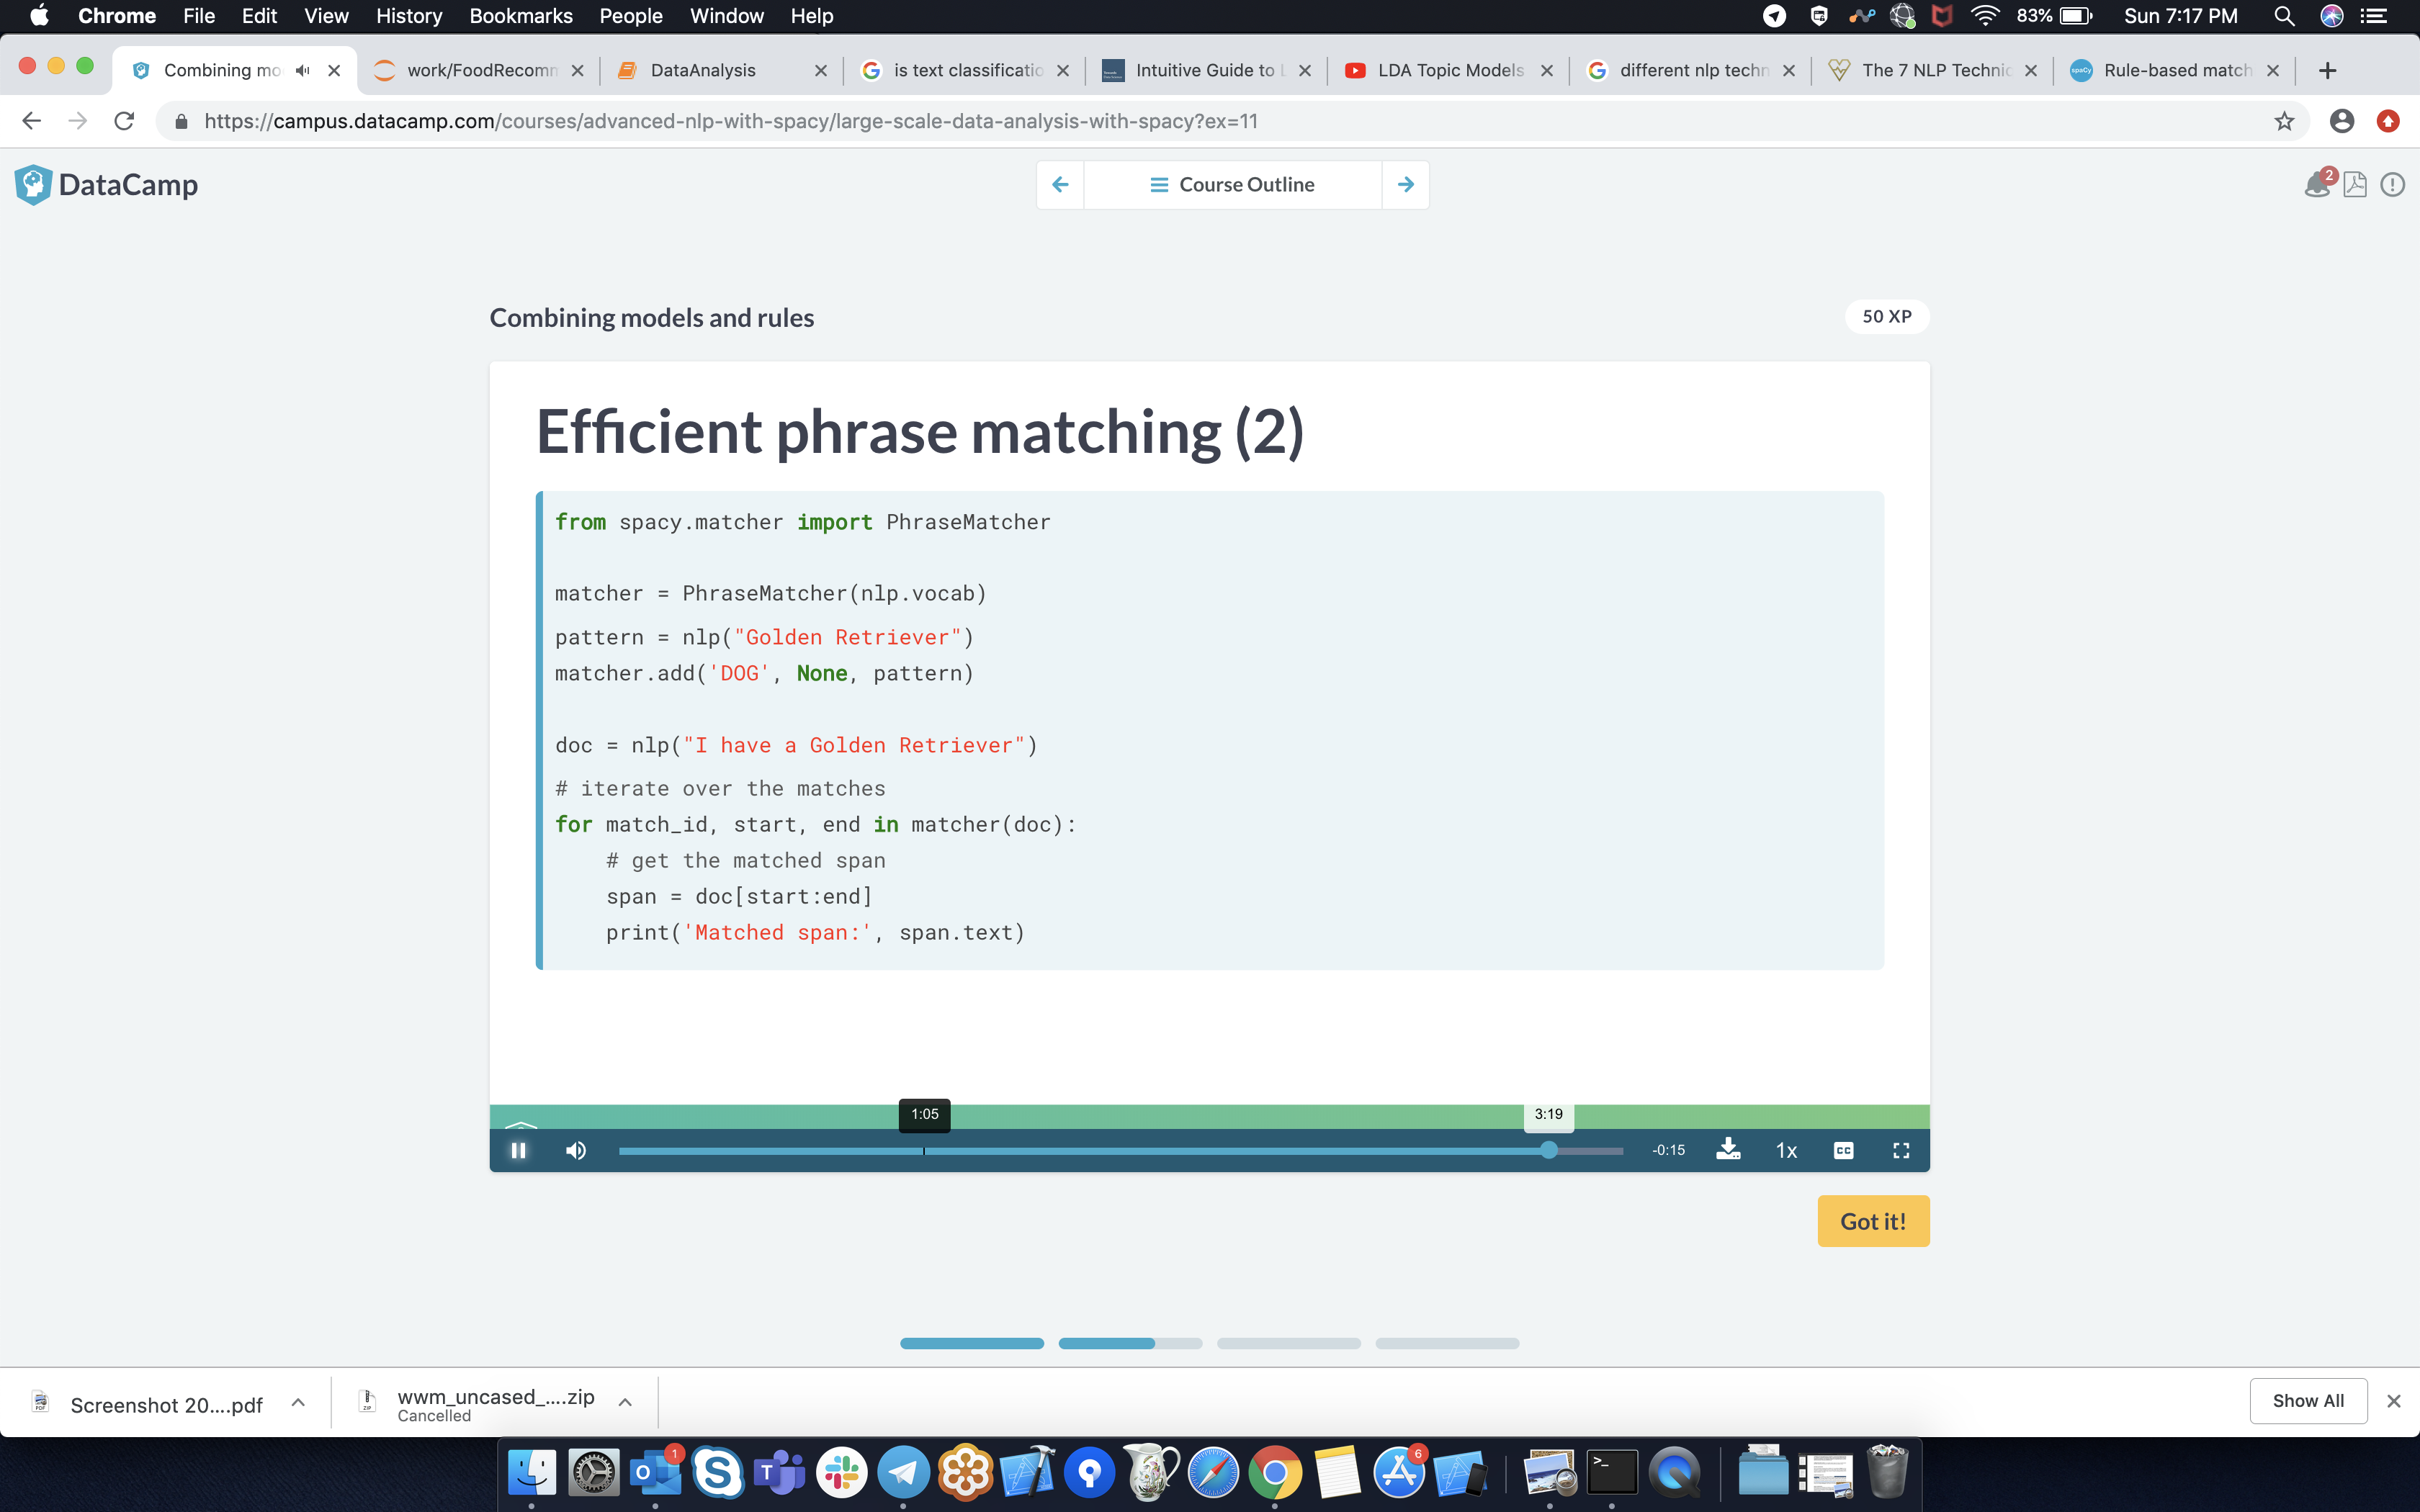 Chrome File Edit View History Bookmarks People Window Help 83% Sun 7:17 PM
Combining mo work/FoodRecomm DataAnalysis is text classificatio Intuitive Guide to L LDA Topic Models different nlp techn The 7 NLP Technic Rule-based match
https://campus.datacamp.com/courses/advanced-nlp-with-spacy/large-scale-data-analysis-with-spacy?ex=11
DataCamp Course Outline 2
Combining models and rules 50 XP
Efficient phrase matching (2)
from spacy.matcher import PhraseMatcher
matcher = PhraseMatcher(nlp.vocab)
pattern = nlp("Golden Retriever")
matcher.add('DOG', None, pattern)
doc = nlp("I have a Golden Retriever")
# iterate over the matches
for match_id, start, end in matcher(doc):
    # get the matched span
    span = doc[start:end]
    print('Matched span:', span.text)
1:05 3:19
-0:15 1x CC
Got it!
Screenshot 20....pdf wwm_uncased_....zip Show All
Cancelled
1 6